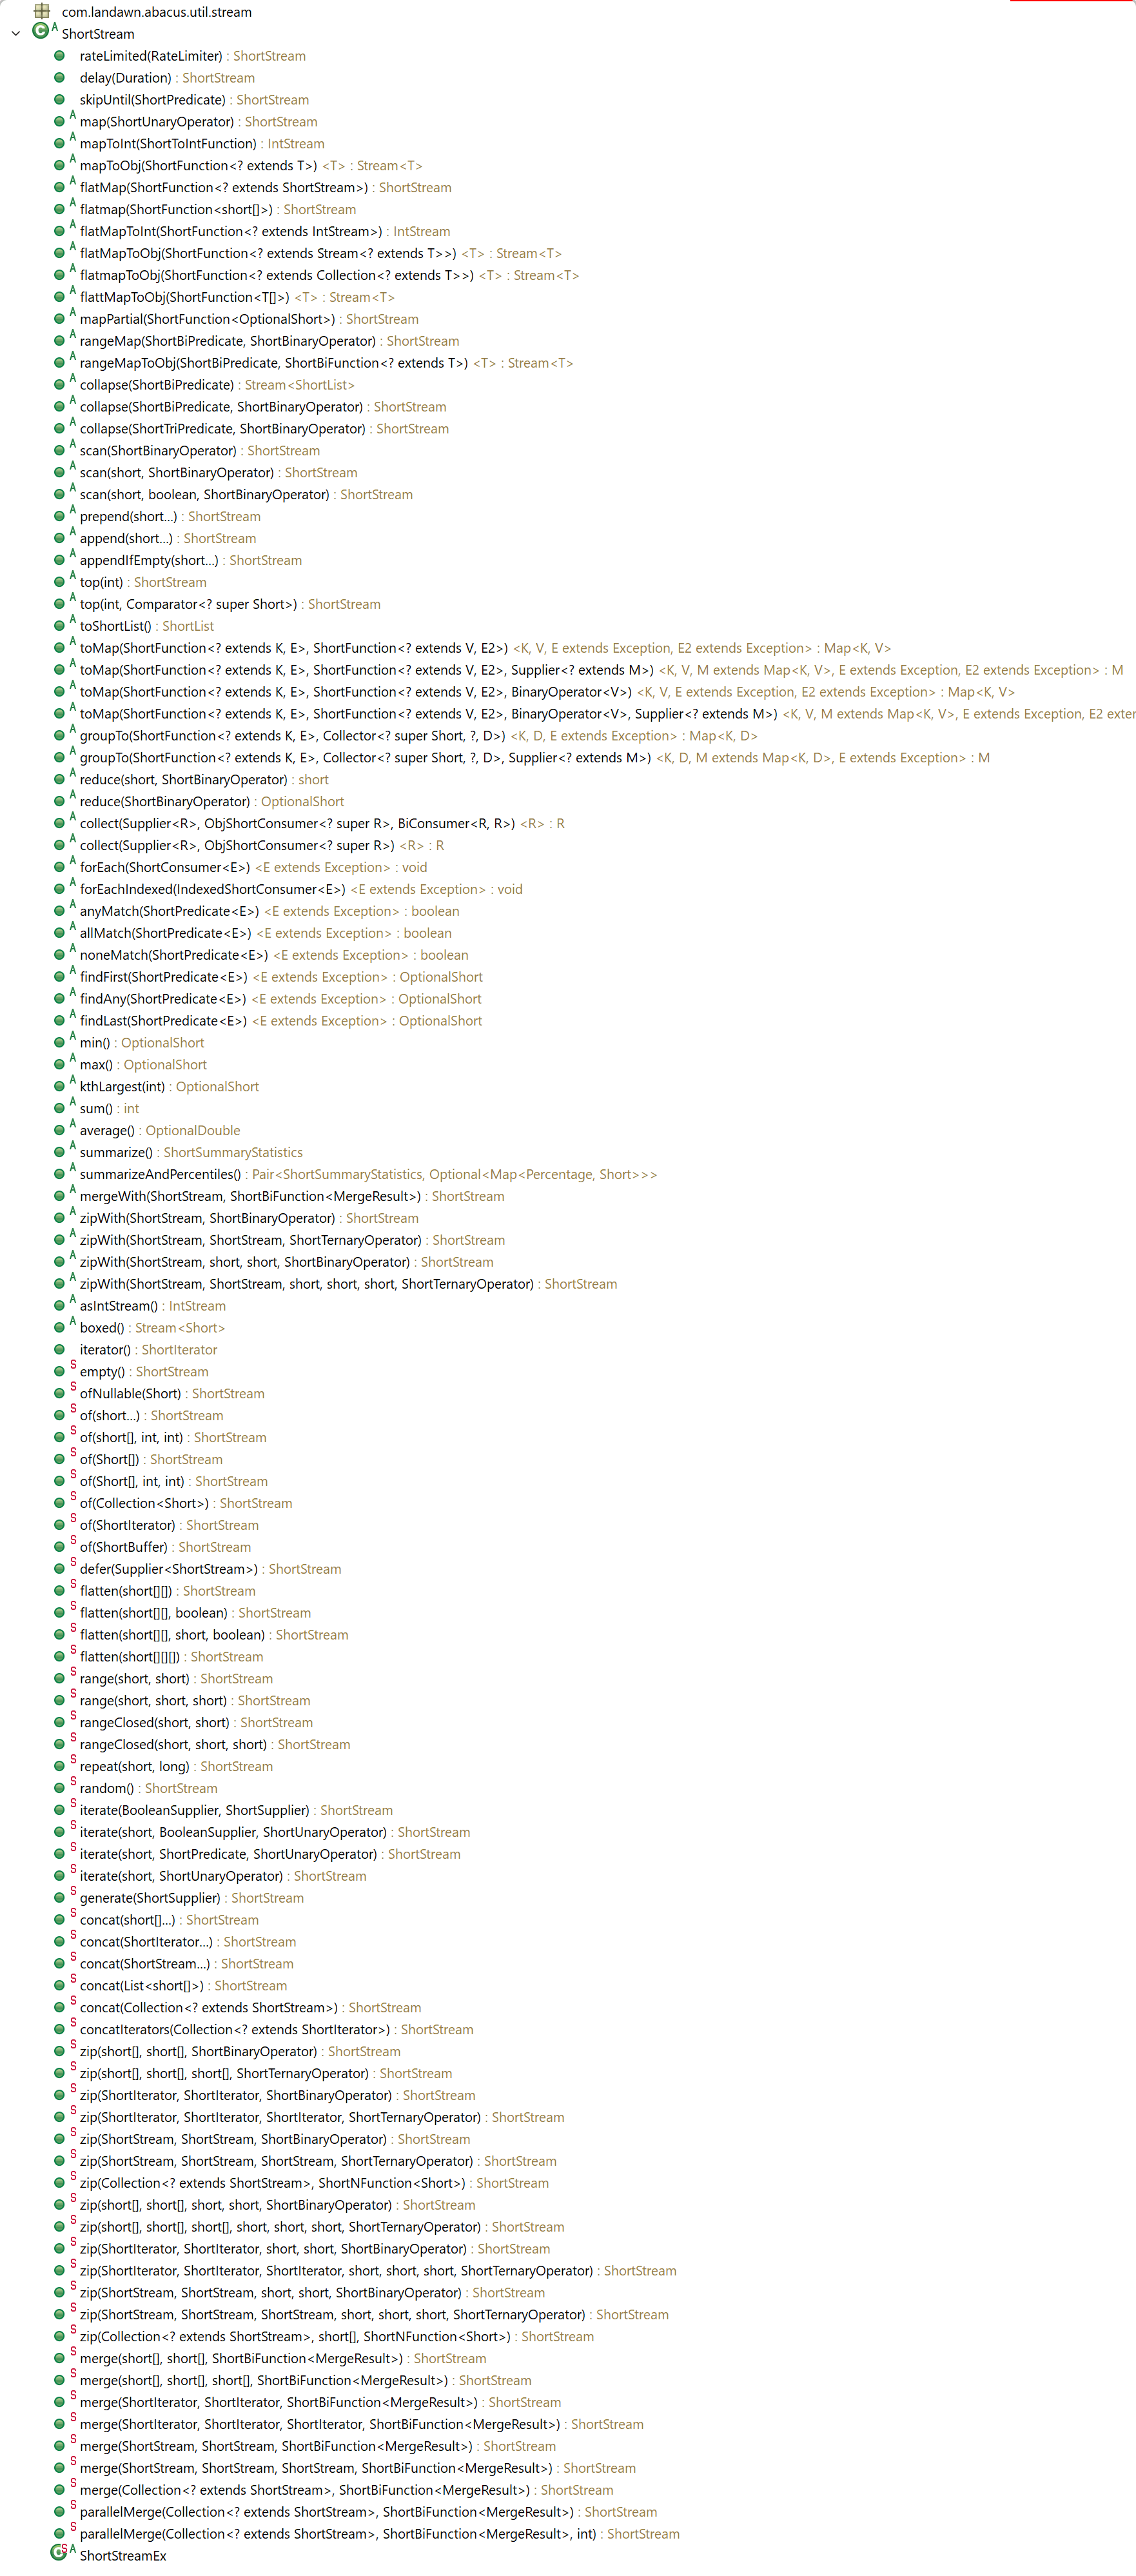 com.landawn.abacus.util.stream
ShortStream
rateLimited(RateLimiter) : ShortStream
delay(Duration) : ShortStream
skipUntil(ShortPredicate) : ShortStream
map(ShortUnaryOperator) : ShortStream
mapToInt(ShortToIntFunction) : IntStream
mapToObj(ShortFunction<? extends T>) <T> : Stream<T>
flatMap(ShortFunction<? extends ShortStream>) : ShortStream
flatmap(ShortFunction<short[]>) : ShortStream
flatMapToInt(ShortFunction<? extends IntStream>) : IntStream
flatMapToObj(ShortFunction<? extends Stream<? extends T>>) <T> : Stream<T>
flatmapToObj(ShortFunction<? extends Collection<? extends T>>) <T> : Stream<T>
flattMapToObj(ShortFunction<T[]>) <T> : Stream<T>
mapPartial(ShortFunction<OptionalShort>) : ShortStream
rangeMap(ShortBiPredicate, ShortBinaryOperator) : ShortStream
rangeMapToObj(ShortBiPredicate, ShortBiFunction<? extends T>) <T> : Stream<T>
collapse(ShortBiPredicate) : Stream<ShortList>
collapse(ShortBiPredicate, ShortBinaryOperator) : ShortStream
collapse(ShortTriPredicate, ShortBinaryOperator) : ShortStream
scan(ShortBinaryOperator) : ShortStream
scan(short, ShortBinaryOperator) : ShortStream
scan(short, boolean, ShortBinaryOperator) : ShortStream
prepend(short...) : ShortStream
append(short...) : ShortStream
appendIfEmpty(short...) : ShortStream
top(int) : ShortStream
top(int, Comparator<? super Short>) : ShortStream
toShortList() : ShortList
toMap(ShortFunction<? extends K, E>, ShortFunction<? extends V, E2>) <K, V, E extends Exception, E2 extends Exception> : Map<K, V>
toMap(ShortFunction<? extends K, E>, ShortFunction<? extends V, E2>, Supplier<? extends M>) <K, V, M extends Map<K, V>, E extends Exception, E2 extends Exception> : M
toMap(ShortFunction<? extends K, E>, ShortFunction<? extends V, E2>, BinaryOperator<V>) <K, V, E extends Exception, E2 extends Exception> : Map<K, V>
toMap(ShortFunction<? extends K, E>, ShortFunction<? extends V, E2>, BinaryOperator<V>, Supplier<? extends M>) <K, V, M extends Map<K, V>, E extends Exception, E2 exter
groupTo(ShortFunction<? extends K, E>, Collector<? super Short, ?, D>) <K, D, E extends Exception> : Map<K, D>
groupTo(ShortFunction<? extends K, E>, Collector<? super Short, ?, D>, Supplier<? extends M>) <K, D, M extends Map<K, D>, E extends Exception> : M
reduce(short, ShortBinaryOperator) : short
reduce(ShortBinaryOperator) : OptionalShort
collect(Supplier<R>, ObjShortConsumer<? super R>, BiConsumer<R, R>) <R> : R
collect(Supplier<R>, ObjShortConsumer<? super R>) <R> : R
forEach(ShortConsumer<E>) <E extends Exception> : void
forEachIndexed(IndexedShortConsumer<E>) <E extends Exception> : void
anyMatch(ShortPredicate<E>) <E extends Exception> : boolean
allMatch(ShortPredicate<E>) <E extends Exception> : boolean
noneMatch(ShortPredicate<E>) <E extends Exception> : boolean
findFirst(ShortPredicate<E>) <E extends Exception> : OptionalShort
findAny(ShortPredicate<E>) <E extends Exception> : OptionalShort
findLast(ShortPredicate<E>) <E extends Exception> : OptionalShort
min() : OptionalShort
max() : OptionalShort
kthLargest(int) : OptionalShort
sum() : int
average() : OptionalDouble
summarize() : ShortSummaryStatistics
summarizeAndPercentiles() : Pair<ShortSummaryStatistics, Optional<Map<Percentage, Short>>>
mergeWith(ShortStream, ShortBiFunction<MergeResult>) : ShortStream
zipWith(ShortStream, ShortBinaryOperator) : ShortStream
zipWith(ShortStream, ShortStream, ShortTernaryOperator) : ShortStream
zipWith(ShortStream, short, short, ShortBinaryOperator) : ShortStream
zipWith(ShortStream, ShortStream, short, short, short, ShortTernaryOperator) : ShortStream
asIntStream() : IntStream
boxed() : Stream<Short>
iterator() : ShortIterator
empty() : ShortStream
ofNullable(Short) : ShortStream
of(short...) : ShortStream
of(short[], int, int) : ShortStream
of(Short[]) : ShortStream
of(Short[], int, int) : ShortStream
of(Collection<Short>) : ShortStream
of(ShortIterator) : ShortStream
of(ShortBuffer) : ShortStream
defer(Supplier<ShortStream>) : ShortStream
flatten(short[][]) : ShortStream
flatten(short[][], boolean) : ShortStream
flatten(short[][], short, boolean) : ShortStream
flatten(short[][][]) : ShortStream
range(short, short) : ShortStream
range(short, short, short) : ShortStream
rangeClosed(short, short) : ShortStream
rangeClosed(short, short, short) : ShortStream
repeat(short, long) : ShortStream
random() : ShortStream
iterate(BooleanSupplier, ShortSupplier) : ShortStream
iterate(short, BooleanSupplier, ShortUnaryOperator) : ShortStream
iterate(short, ShortPredicate, ShortUnaryOperator) : ShortStream
iterate(short, ShortUnaryOperator) : ShortStream
generate(ShortSupplier) : ShortStream
concat(short[]...) : ShortStream
concat(ShortIterator...) : ShortStream
concat(ShortStream...) : ShortStream
concat(List<short[]>) : ShortStream
concat(Collection<? extends ShortStream>) : ShortStream
concatIterators(Collection<? extends ShortIterator>) : ShortStream
zip(short[], short[], ShortBinaryOperator) : ShortStream
zip(short[], short[], short[], ShortTernaryOperator) : ShortStream
zip(ShortIterator, ShortIterator, ShortBinaryOperator) : ShortStream
zip(ShortIterator, ShortIterator, ShortIterator, ShortTernaryOperator) : ShortStream
zip(ShortStream, ShortStream, ShortBinaryOperator) : ShortStream
zip(ShortStream, ShortStream, ShortStream, ShortTernaryOperator) : ShortStream
zip(Collection<? extends ShortStream>, ShortNFunction<Short>) : ShortStream
zip(short[], short[], short, short, ShortBinaryOperator) : ShortStream
zip(short[], short[], short[], short, short, short, ShortTernaryOperator) : ShortStream
zip(ShortIterator, ShortIterator, short, short, ShortBinaryOperator) : ShortStream
zip(ShortIterator, ShortIterator, ShortIterator, short, short, short, ShortTernaryOperator) : ShortStream
zip(ShortStream, ShortStream, short, short, ShortBinaryOperator) : ShortStream
zip(ShortStream, ShortStream, ShortStream, short, short, short, ShortTernaryOperator) : ShortStream
zip(Collection<? extends ShortStream>, short[], ShortNFunction<Short>) : ShortStream
merge(short[], short[], ShortBiFunction<MergeResult>) : ShortStream
merge(short[], short[], short[], ShortBiFunction<MergeResult>) : ShortStream
merge(ShortIterator, ShortIterator, ShortBiFunction<MergeResult>) : ShortStream
merge(ShortIterator, ShortIterator, ShortIterator, ShortBiFunction<MergeResult>) : ShortStream
merge(ShortStream, ShortStream, ShortBiFunction<MergeResult>) : ShortStream
merge(ShortStream, ShortStream, ShortStream, ShortBiFunction<MergeResult>) : ShortStream
merge(Collection<? extends ShortStream>, ShortBiFunction<MergeResult>) : ShortStream
parallelMerge(Collection<? extends ShortStream>, ShortBiFunction<MergeResult>) : ShortStream
parallelMerge(Collection<? extends ShortStream>, ShortBiFunction<MergeResult>, int) : ShortStream
ShortStreamEx